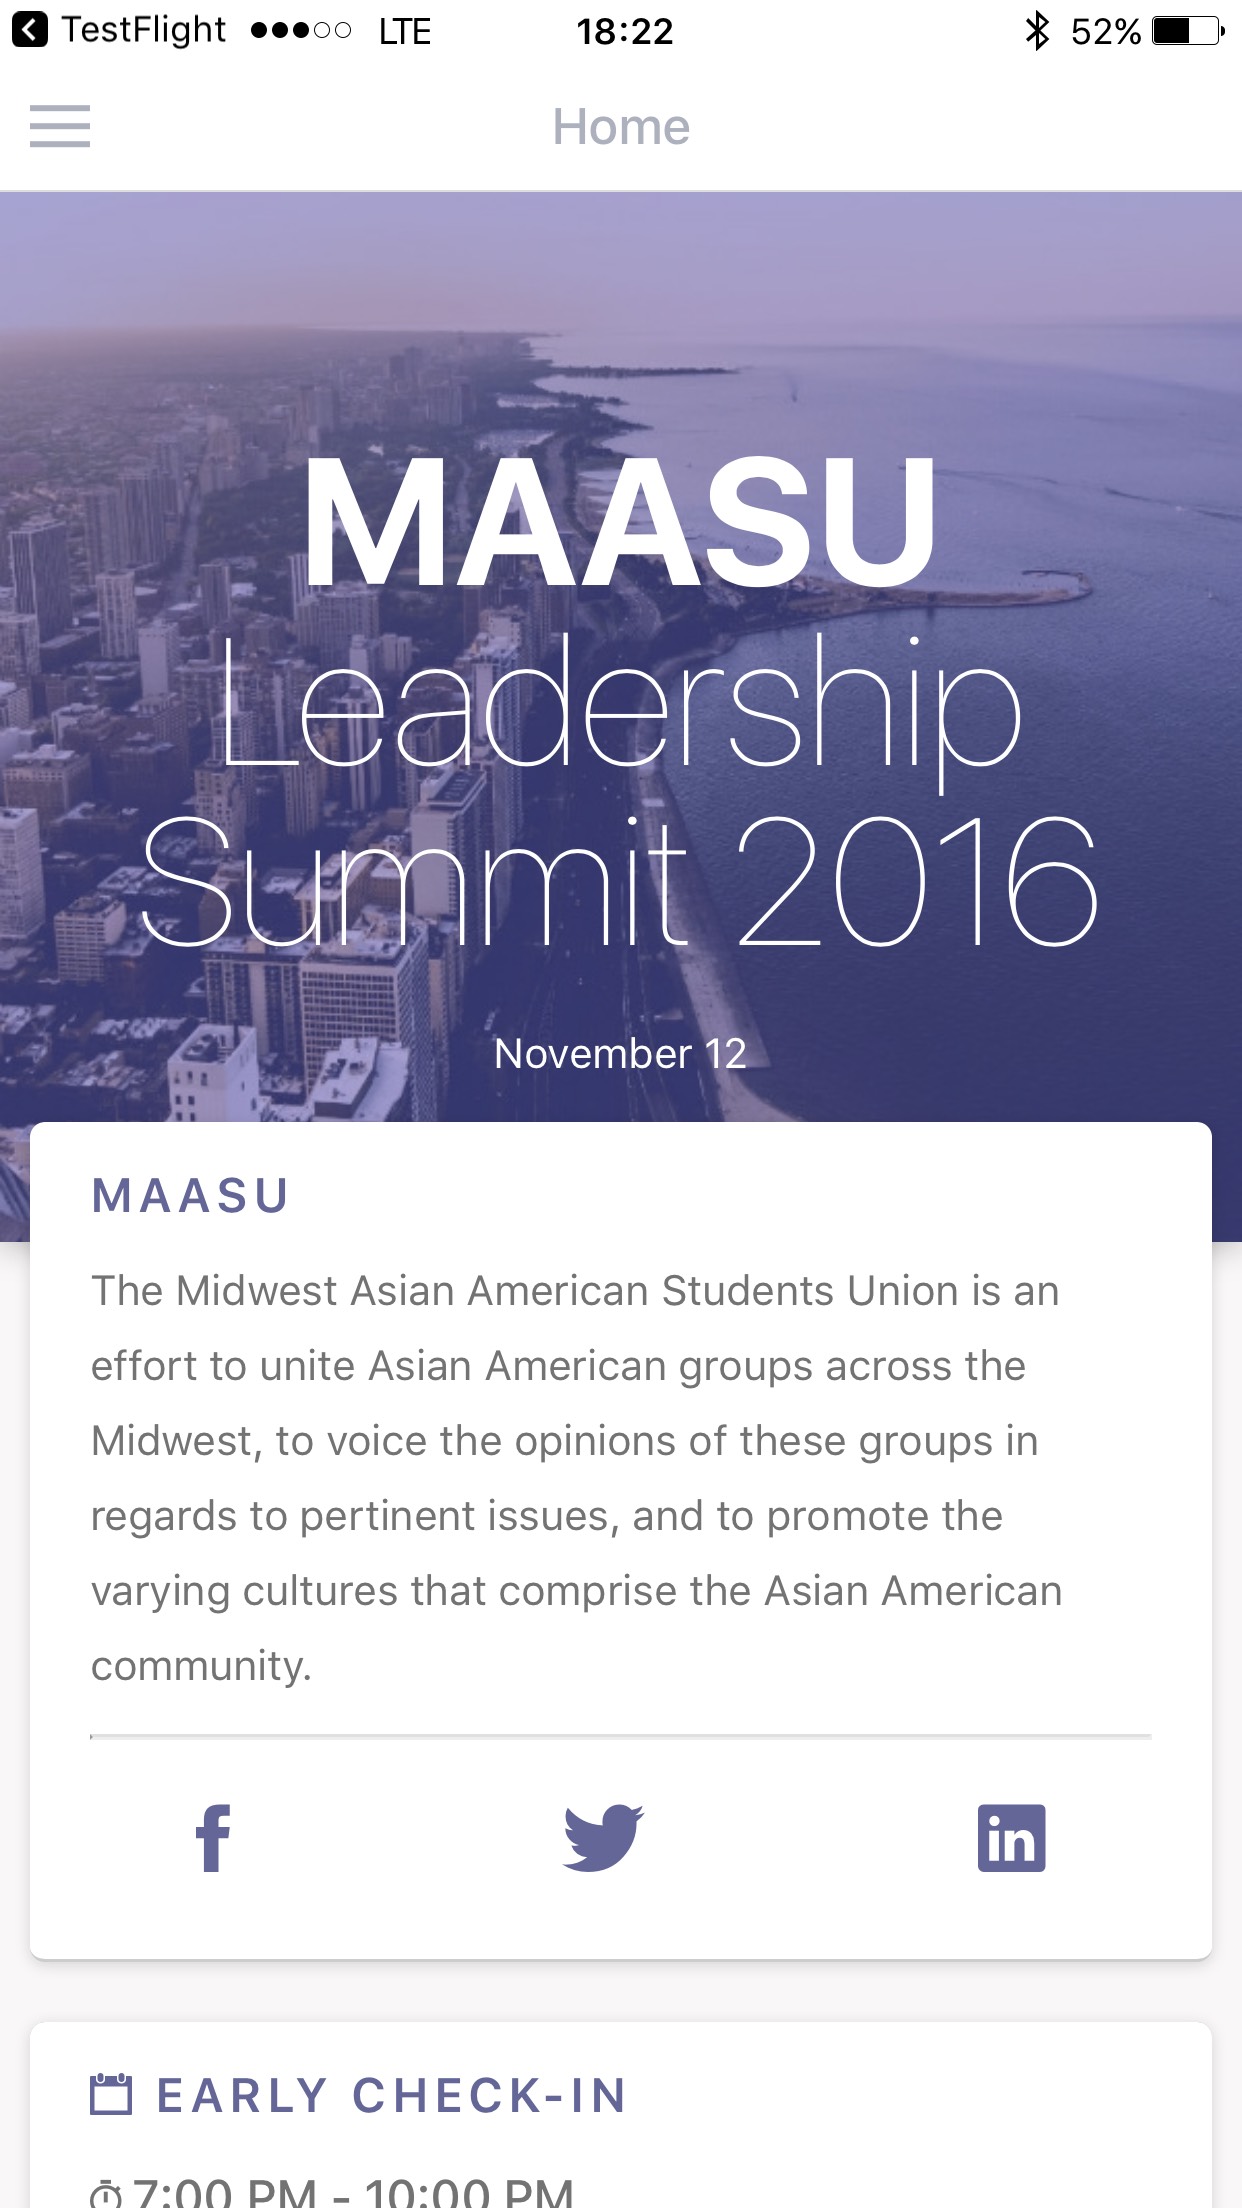 TestFlight LTE 18:22 52%
Home
MAASU
Leadership
Summit 2016
November 12
MAASU
The Midwest Asian American Students Union is an
effort to unite Asian American groups across the
Midwest, to voice the opinions of these groups in
regards to pertinent issues, and to promote the
varying cultures that comprise the Asian American
community.
f in
EARLY CHECK-IN
7:00 PM - 10:00 PM